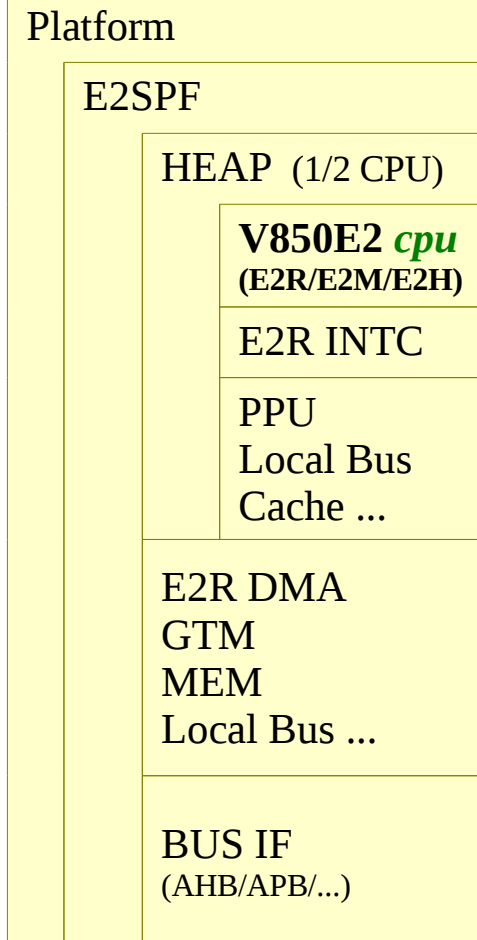 Platform
E2SPF
HEAP (1/2 CPU)
V850E2 cpu
(E2R/E2M/E2H)
E2R INTC
PPU
Local Bus
Cache ...
E2R DMA
GTM
MEM
Local Bus ...
BUS IF
(AHB/APB/...)